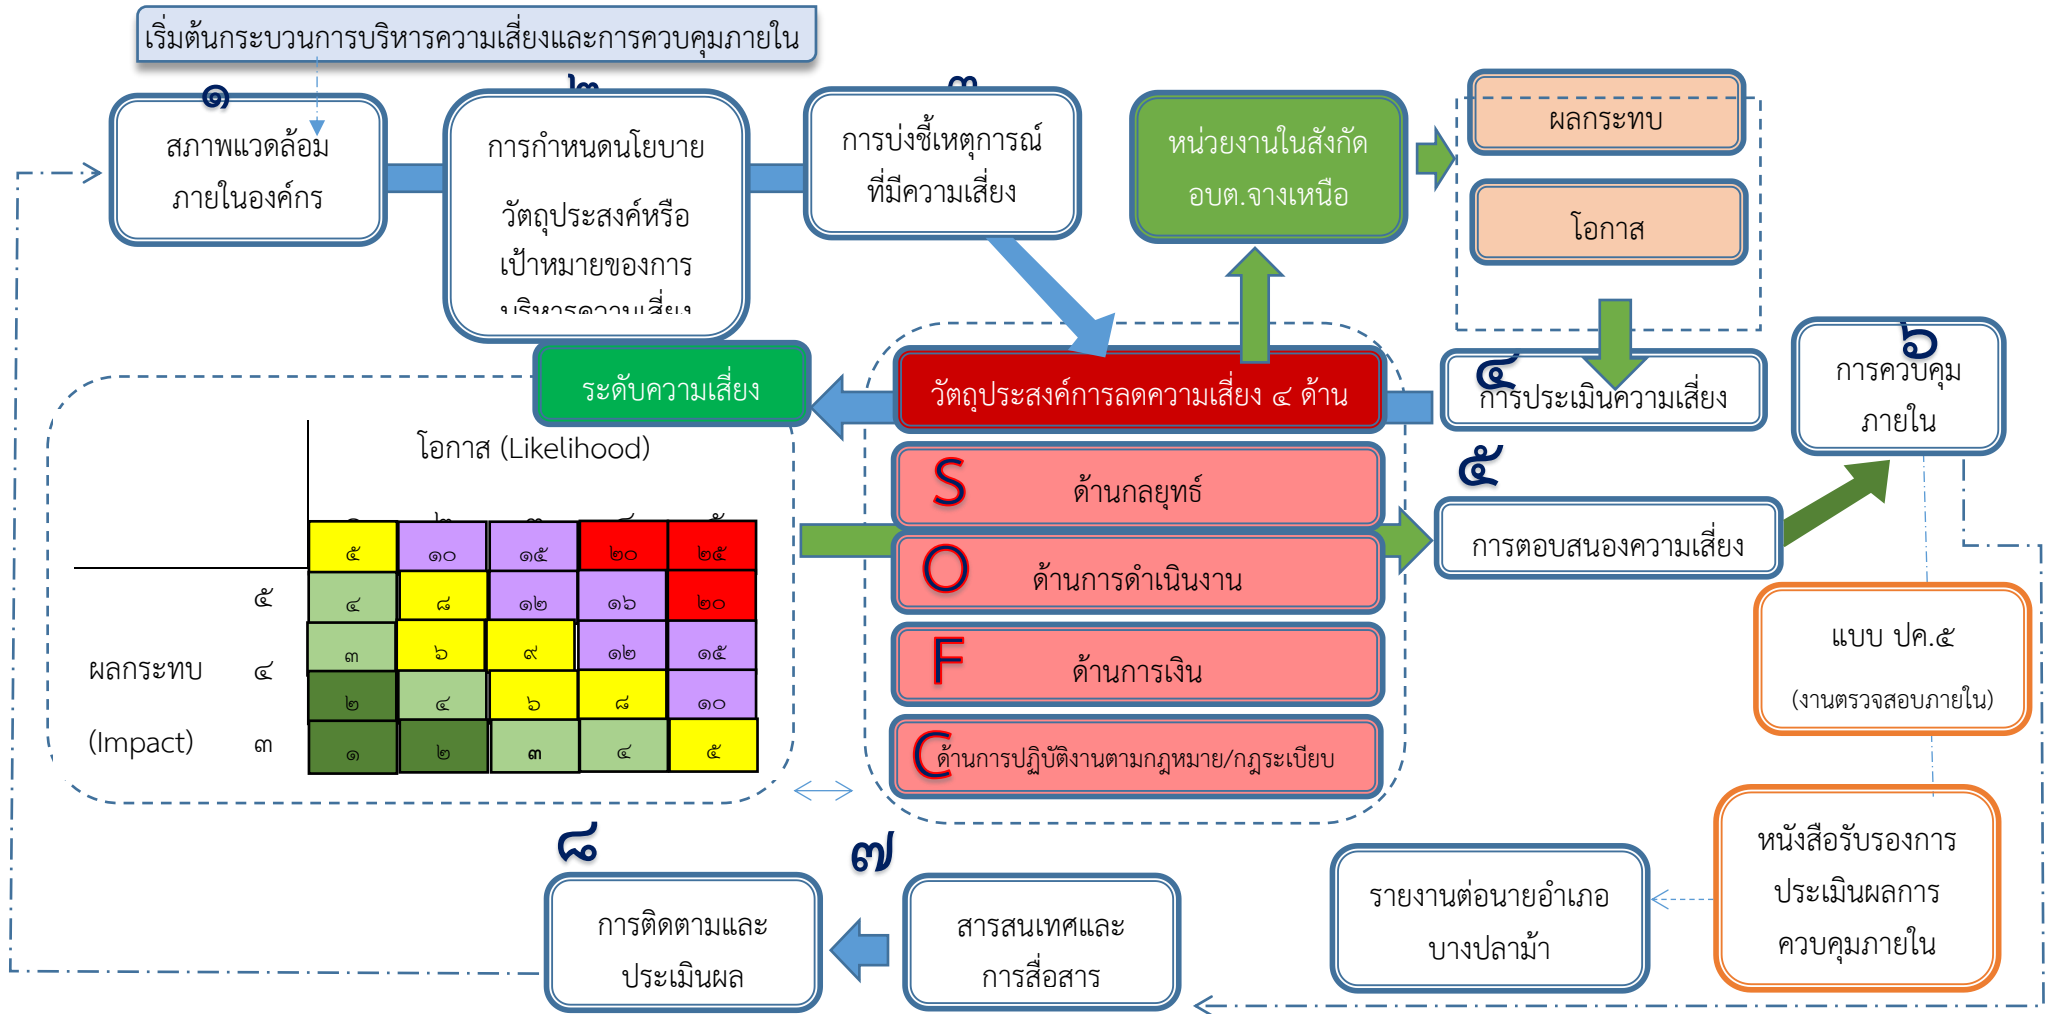 เริ่มต้นกระบวนการบริหารความเสี่ยงและการควบคุมภายใน
๑
สภาพแวดล้อม
ภายในองค์กร
การกำหนดนโยบาย
วัตถุประสงค์หรือ
เป้าหมายของการ
บริหารความเสี่ยง
๓
การบ่งชี้เหตุการณ์
ที่มีความเสี่ยง
หน่วยงานในสังกัด
อบต.จางเหนือ
ผลกระทบ
โอกาส
๔
การประเมินความเสี่ยง
๕
การตอบสนองความเสี่ยง
๖
การควบคุม
ภายใน
ระดับความเสี่ยง
โอกาส (Likelihood)
๕ ๑๐ ๑๕ ๒๐ ๒๕
๕ ๔ ๘ ๑๒ ๑๖ ๒๐
๓ ๖ ๙ ๑๒ ๑๕
ผลกระทบ ๔
๒ ๔ ๖ ๘ ๑๐
(Impact) ๓
๑ ๒ ๓ ๔ ๕
วัตถุประสงค์การลดความเสี่ยง ๔ ด้าน
S ด้านกลยุทธ์
O ด้านการดำเนินงาน
F ด้านการเงิน
C ด้านการปฏิบัติงานตามกฎหมาย/กฎระเบียบ
แบบ ปค.๕
(งานตรวจสอบภายใน)
หนังสือรับรองการ
ประเมินผลการ
ควบคุมภายใน
รายงานต่อนายอำเภอ
บางปลาม้า
๗
สารสนเทศและ
การสื่อสาร
๘
การติดตามและ
ประเมินผล